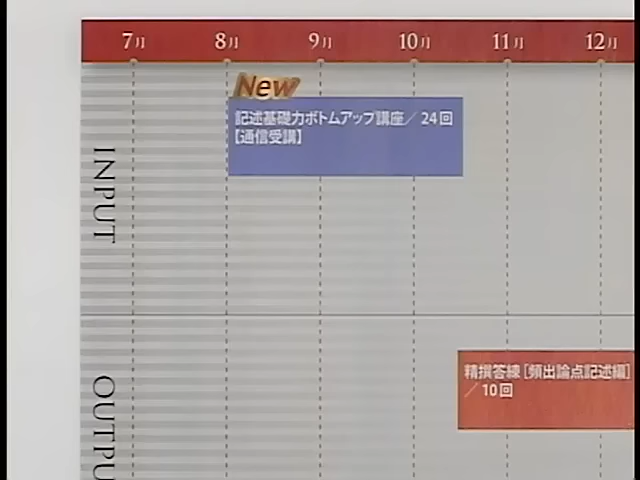 7月 8月 9月 10月 11月 12月
New
記述基礎力ボトムアップ講座／24回
【通信受講】
INPUT
精撰答練［頻出論点記述編］
／10回
OUTPU